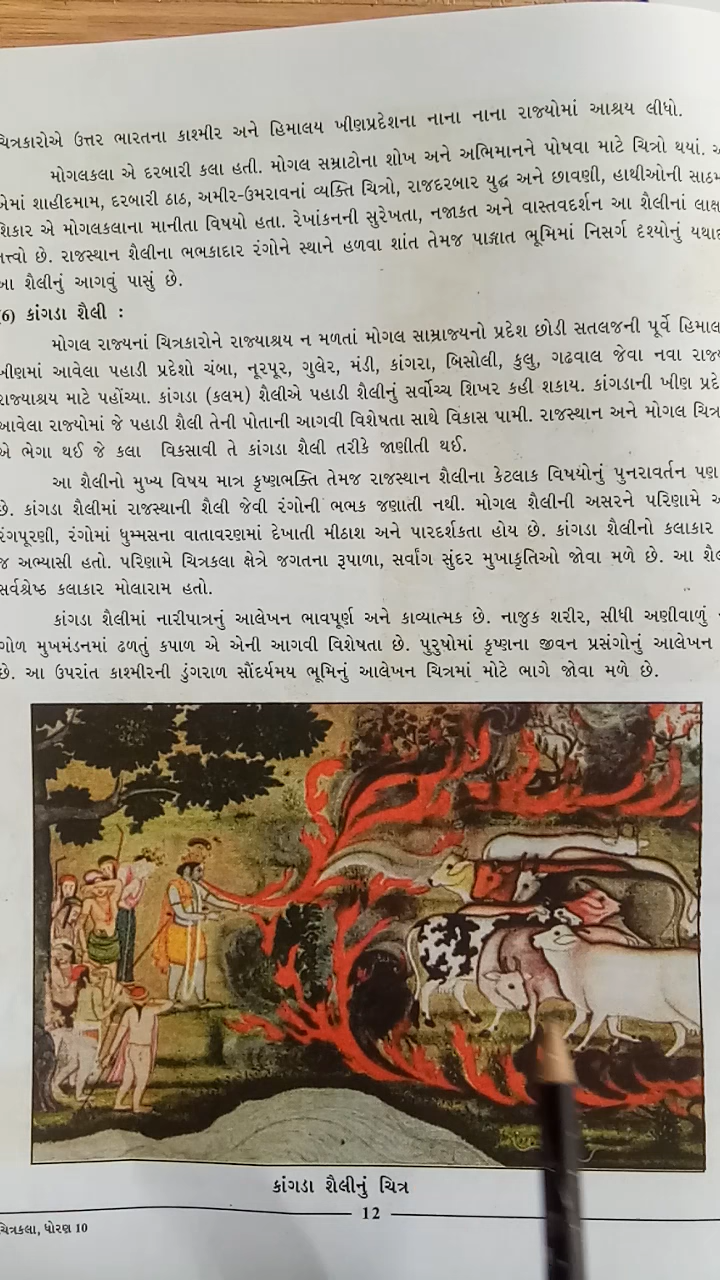 ચિત્રકારોએ ઉત્તર ભારતના કાશ્મીર અને હિમાલય ખીણપ્રદેશના નાના નાના રાજ્યોમાં આશ્રય લીધો.
મોગલકલા એ દરબારી કલા હતી. મોગલ સમ્રાટોના શોખ અને અભિમાનને પોષવા માટે ચિત્રો થયાં.
એમાં શાહીદમામ, દરબારી ઠાઠ, અમીર-ઉમરાવનાં વ્યક્તિ ચિત્રો, રાજદરબાર યુદ્ધ અને છાવણી, હાથીઓની
શિકાર એ મોગલકલાના માનીતા વિષયો હતા. રેખાંકનની સુરેખતા, નજાકત અને વાસ્તવદર્શન આ શૈલીનાં
તત્ત્વો છે. રાજસ્થાન શૈલીના ભભકાદાર રંગોને સ્થાને હળવા શાંત તેમજ પાશ્ચાત ભૂમિમાં નિસર્ગ દૃશ્યોનું
આ શૈલીનું આગવું પાસું છે.
(6) કાંગડા શૈલી :
મોગલ રાજ્યનાં ચિત્રકારોને રાજ્યાશ્રય ન મળતાં મોગલ સામ્રાજ્યનો પ્રદેશ છોડી સતલજની પૂર્વે
ખીણમાં આવેલા પહાડી પ્રદેશો ચંબા, નૂરપૂર, ગુલેર, મંડી, કાંગરા, બિસોલી, કુલુ, ગઢવાલ જેવા નવા
રાજ્યાશ્રય માટે પહોંચ્યા. કાંગડા (કલમ) શૈલીએ પહાડી શૈલીનું સર્વોચ્ચ શિખર કહી શકાય. કાંગડાની ખીણ
આવેલા રાજ્યોમાં જે પહાડી શૈલી તેની પોતાની આગવી વિશેષતા સાથે વિકાસ પામી. રાજસ્થાન અને મોગલ
એ ભેગા થઈ જે કલા વિકસાવી તે કાંગડા શૈલી તરીકે જાણીતી થઈ.
આ શૈલીનો મુખ્ય વિષય માત્ર કૃષ્ણભક્તિ તેમજ રાજસ્થાન શૈલીના કેટલાક વિષયોનું પુનરાવર્તન પણ
છે. કાંગડા શૈલીમાં રાજસ્થાની શૈલી જેવી રંગોની ભભક જણાતી નથી. મોગલ શૈલીની અસરને પરિણામે
રંગપૂરણી, રંગોમાં ધુમ્મસના વાતાવરણમાં દેખાતી મીઠાશ અને પારદર્શકતા હોય છે. કાંગડા શૈલીનો કલાકાર
જ અભ્યાસી હતો. પરિણામે ચિત્રકલા ક્ષેત્રે જગતના રૂપાળા, સર્વાંગ સુંદર મુખાકૃતિઓ જોવા મળે છે. આ
સર્વશ્રેષ્ઠ કલાકાર મોલારામ હતો.
કાંગડા શૈલીમાં નારીપાત્રનું આલેખન ભાવપૂર્ણ અને કાવ્યાત્મક છે. નાજુક શરીર, સીધી અણીવાળું
ગોળ મુખમંડનમાં ઢળતું કપાળ એ એની આગવી વિશેષતા છે. પુરુષોમાં કૃષ્ણના જીવન પ્રસંગોનું આલેખન
છે. આ ઉપરાંત કાશ્મીરની ડુંગરાળ સૌંદર્યમય ભૂમિનું આલેખન ચિત્રમાં મોટે ભાગે જોવા મળે છે.
કાંગડા શૈલીનું ચિત્ર
12
ચિત્રકલા, ધોરણ 10